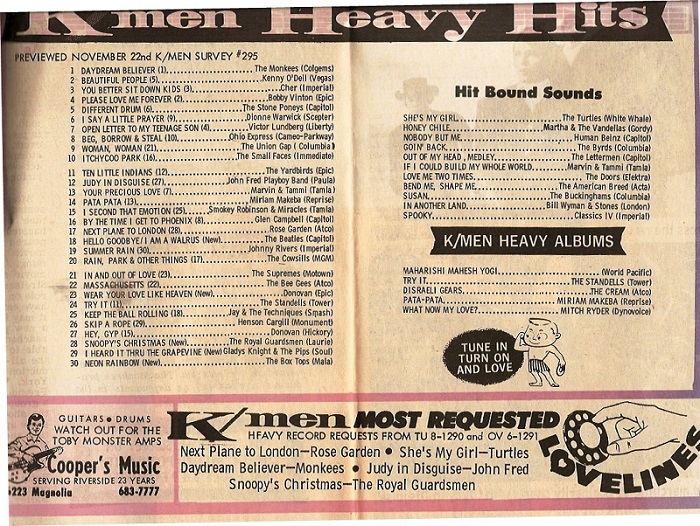 K/men Heavy Hits
PREVIEWED NOVEMBER 22nd K/MEN SURVEY #295
1 DAYDREAM BELIEVER (1)..........The Monkees (Colgems)
2 BEAUTIFUL PEOPLE (5)..........Kenny O'Dell (Vegas)
3 YOU BETTER SIT DOWN KIDS (3)..........Cher (Imperial)
4 PLEASE LOVE ME FOREVER (2)..........Bobby Vinton (Epic)
5 DIFFERENT DRUM (6)..........The Stone Poneys (Capitol)
6 I SAY A LITTLE PRAYER (9)..........Dionne Warwick (Scepter)
7 OPEN LETTER TO MY TEENAGE SON (4)..........Victor Lundberg (Liberty)
8 BEG, BORROW & STEAL (10)..........Ohio Express (Cameo-Parkway)
9 WOMAN, WOMAN (21)..........The Union Gap (Columbia)
10 ITCHYCOO PARK (16)..........The Small Faces (Immediate)
11 TEN LITTLE INDIANS (12)..........The Yardbirds (Epic)
12 JUDY IN DISGUISE (27)..........John Fred Playboy Band (Paula)
13 YOUR PRECIOUS LOVE (7)..........Marvin & Tammi (Tamla)
14 PATA PATA (13)..........Miriam Makeba (Reprise)
15 I SECOND THAT EMOTION (25)..........Smokey Robinson & Miracles (Tamla)
16 BY THE TIME I GET TO PHOENIX (8)..........Glen Campbell (Capitol)
17 NEXT PLANE TO LONDON (28)..........Rose Garden (Atco)
18 HELLO GOODBYE/I AM A WALRUS (New)..........The Beatles (Capitol)
19 SUMMER RAIN (30)..........Johnny Rivers (Imperial)
20 RAIN, PARK & OTHER THINGS (17)..........The Cowsills (MGM)
21 IN AND OUT OF LOVE (23)..........The Supremes (Motown)
22 MASSACHUSETTS (22)..........The Bee Gees (Atco)
23 WEAR YOUR LOVE LIKE HEAVEN (New)..........Donovan (Epic)
24 TRY IT (11)..........The Standells (Tower)
25 KEEP THE BALL ROLLING (18)..........Jay & The Techniques (Smash)
26 SKIP A ROPE (29)..........Henson Cargill (Monument)
27 HEY, GYP (15)..........Donovan (Hickory)
28 SNOOPY'S CHRISTMAS (New)..........The Royal Guardsmen (Laurie)
29 I HEARD IT THRU THE GRAPEVINE (New) Gladys Knight & The Pips (Soul)
30 NEON RAINBOW (New)..........The Box Tops (Mala)
Hit Bound Sounds
SHE'S MY GIRL..........The Turtles (White Whale)
HONEY CHILE..........Martha & The Vandellas (Gordy)
NOBODY BUT ME..........Human Beinz (Capitol)
GOIN' BACK..........The Byrds (Columbia)
OUT OF MY HEAD, MEDLEY..........The Lettermen (Capitol)
IF I COULD BUILD MY WHOLE WORLD..........Marvin & Tammi (Tamla)
LOVE ME TWO TIMES..........The Doors (Elektra)
BEND ME, SHAPE ME..........The American Breed (Acta)
SUSAN..........The Buckinghams (Columbia)
IN ANOTHER LAND..........Bill Wyman & Stones (London)
SPOOKY..........Classics IV (Imperial)
K/MEN HEAVY ALBUMS
MAHARISHI MAHESH YOGI..........(World Pacific)
TRY IT..........THE STANDELLS (Tower)
DISRAELI GEARS..........THE CREAM (Atco)
PATA-PATA..........MIRIAM MAKEBA (Reprise)
WHAT NOW MY LOVE?..........MITCH RYDER (Dynovoice)
TUNE IN
TURN ON
AND LOVE
GUITARS • DRUMS
WATCH OUT FOR THE
TOBY MONSTER AMPS
Cooper's Music
SERVING RIVERSIDE 23 YEARS
6223 Magnolia 683-7777
K/men MOST REQUESTED
HEAVY RECORD REQUESTS FROM TU 8-1290 and OV 6-1291
Next Plane to London—Rose Garden • She's My Girl—Turtles
Daydream Believer—Monkees • Judy in Disguise—John Fred
Snoopy's Christmas—The Royal Guardsmen
LOVELINES